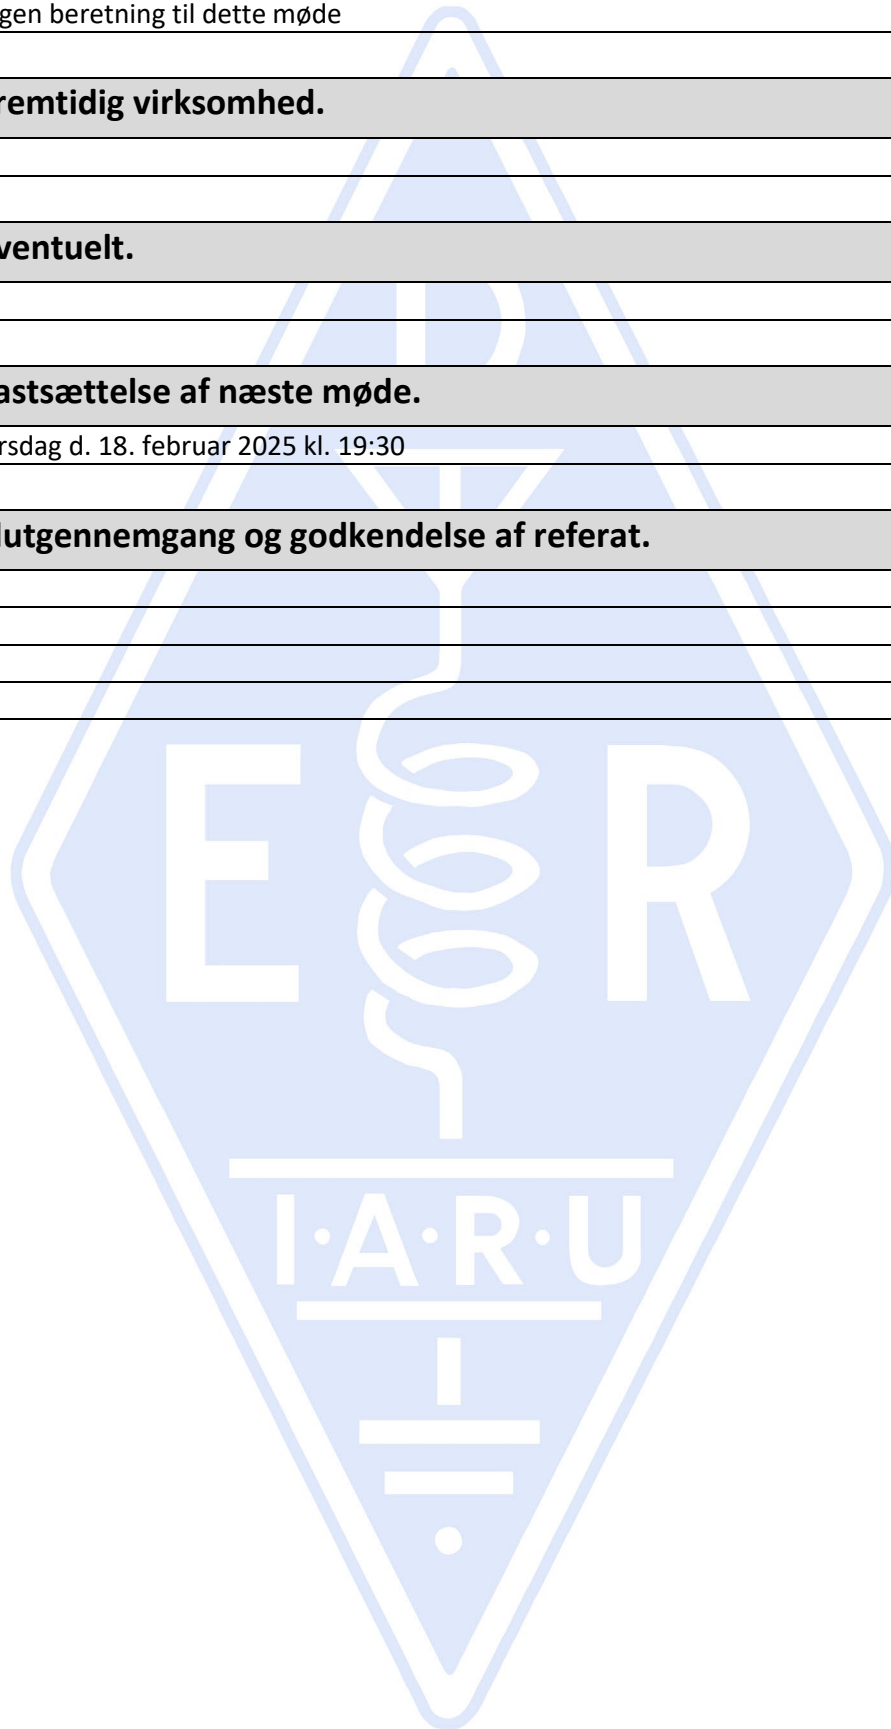 gen beretning til dette møde
remtidig virksomhed.
ventuelt.
astsættelse af næste møde.
rsdag d. 18. februar 2025 kl. 19:30
lutgennemgang og godkendelse af referat.
E R
I·A·R·U